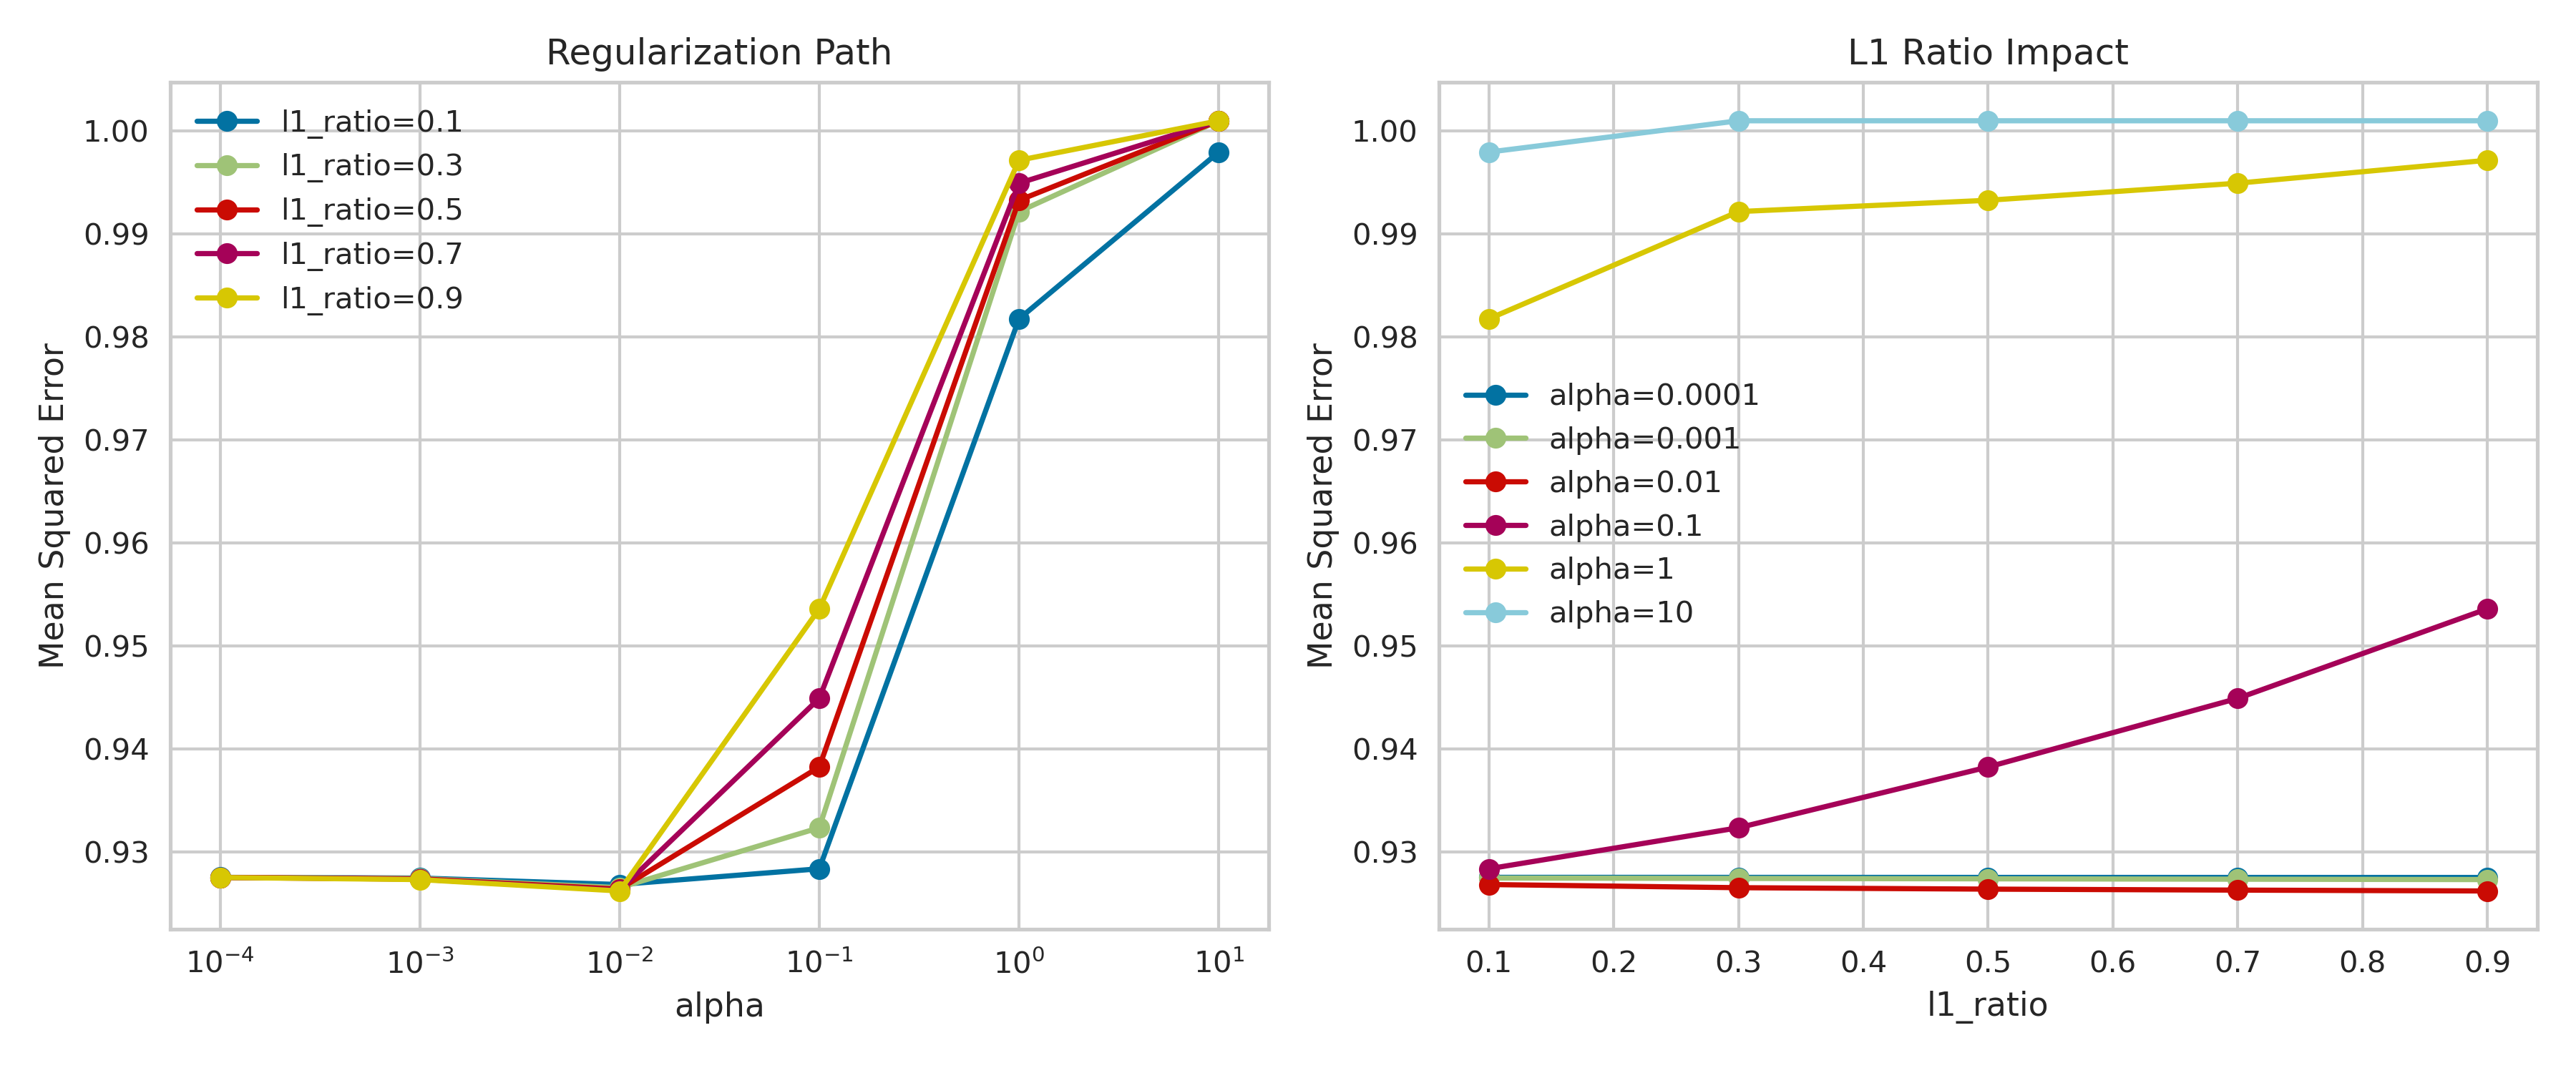 Regularization Path
l1_ratio=0.1
l1_ratio=0.3
l1_ratio=0.5
l1_ratio=0.7
l1_ratio=0.9
1.00
0.99
0.98
0.97
0.96
0.95
0.94
0.93
Mean Squared Error
10⁻⁴ 10⁻³ 10⁻² 10⁻¹ 10⁰ 10¹
alpha
L1 Ratio Impact
1.00
0.99
0.98
0.97
0.96
0.95
0.94
0.93
Mean Squared Error
alpha=0.0001
alpha=0.001
alpha=0.01
alpha=0.1
alpha=1
alpha=10
0.1 0.2 0.3 0.4 0.5 0.6 0.7 0.8 0.9
l1_ratio